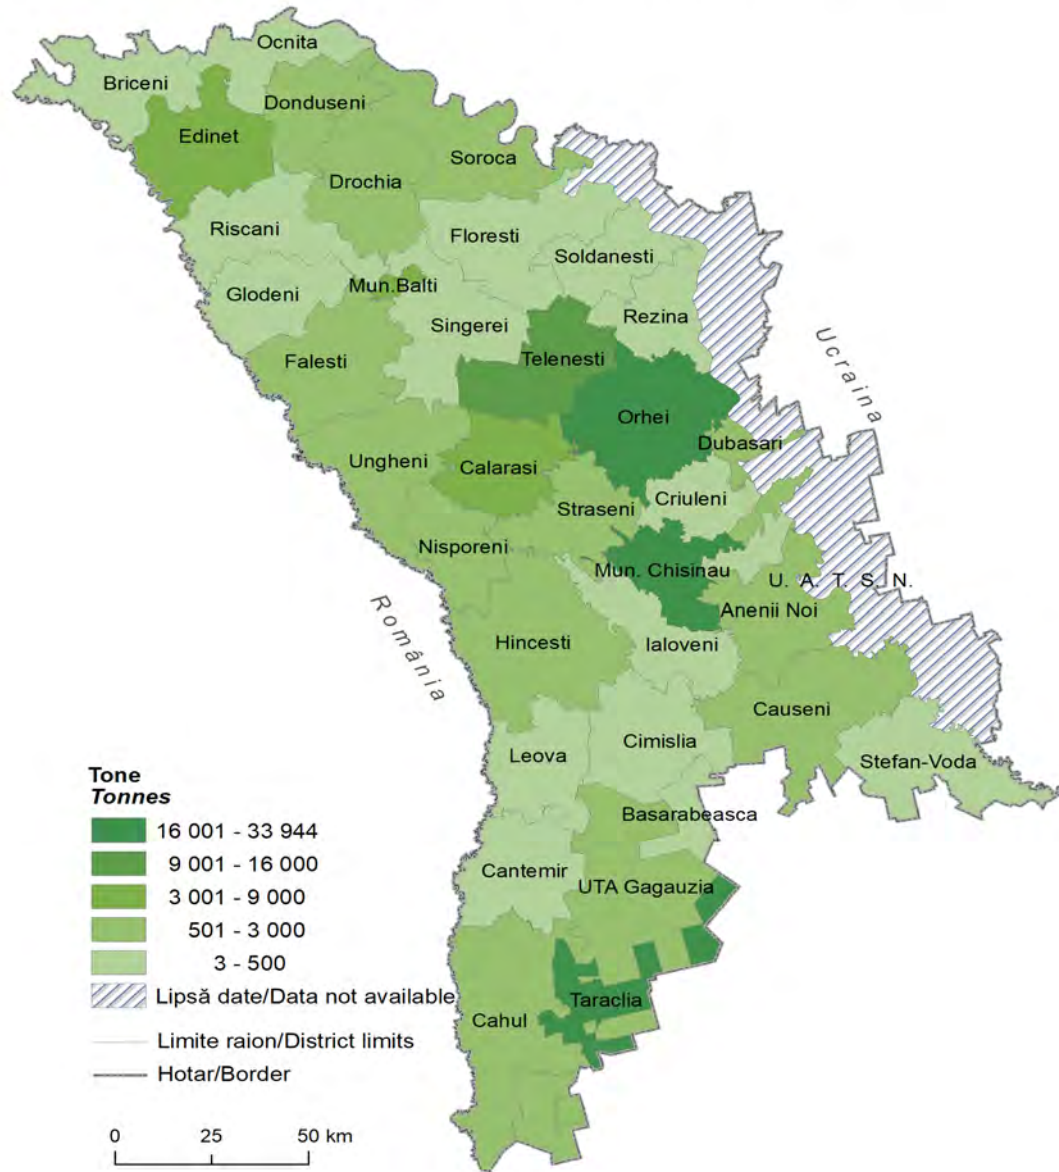 Ocnita
Briceni
Donduseni
Edinet
Soroca
Drochia
Riscani
Floresti
Soldanesti
Mun.Balti
Glodeni
Rezina
Singerei
Ucraina
Falesti
Telenesti
Orhei
Dubasari
Ungheni
Calarasi
Criuleni
Straseni
Nisporeni
Mun. Chisinau
U. A. T. S. N.
Anenii Noi
România
Hincesti
Ialoveni
Causeni
Cimislia
Leova
Stefan-Voda
Basarabeasca
Cantemir
UTA Gagauzia
Taraclia
Cahul
Tone
Tonnes
16 001 - 33 944
9 001 - 16 000
3 001 - 9 000
501 - 3 000
3 - 500
Lipsă date/Data not available
Limite raion/District limits
Hotar/Border
0 25 50 km